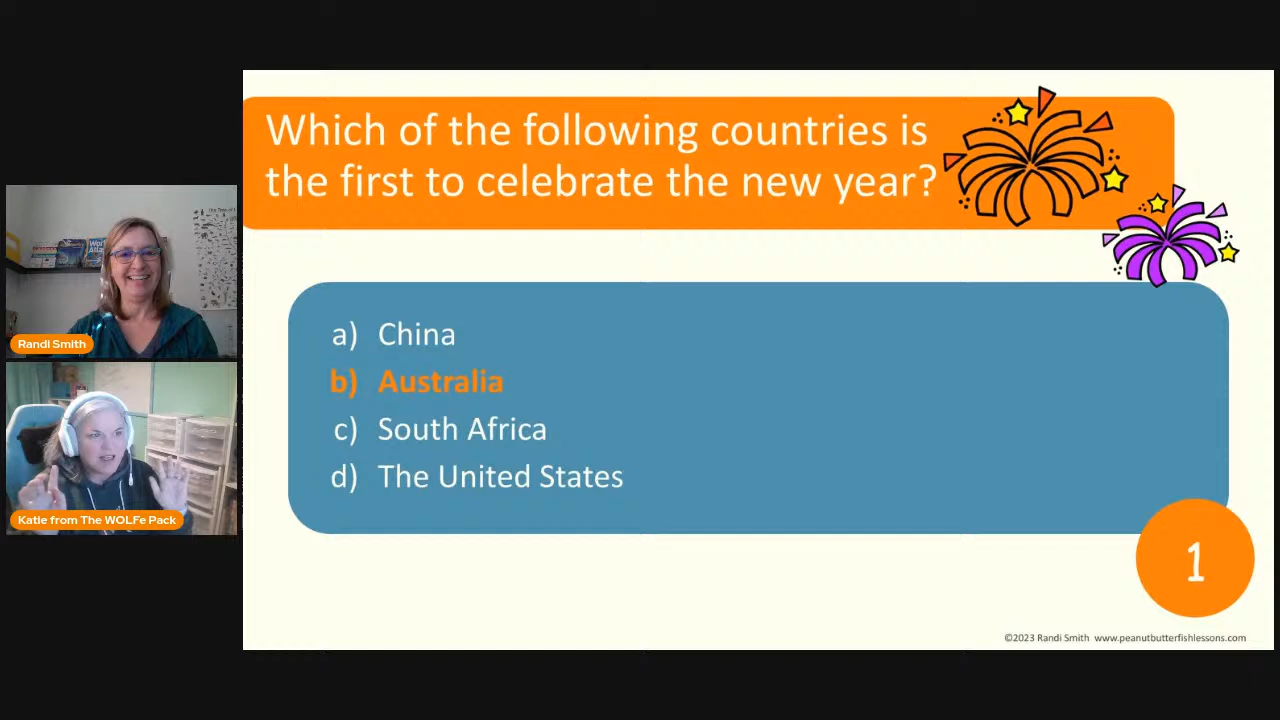 Which of the following countries is
the first to celebrate the new year?
a) China
b) Australia
c) South Africa
d) The United States
1
©2023 Randi Smith www.peanutbutterfishlessons.com
Randi Smith
Katie from The WOLFe Pack